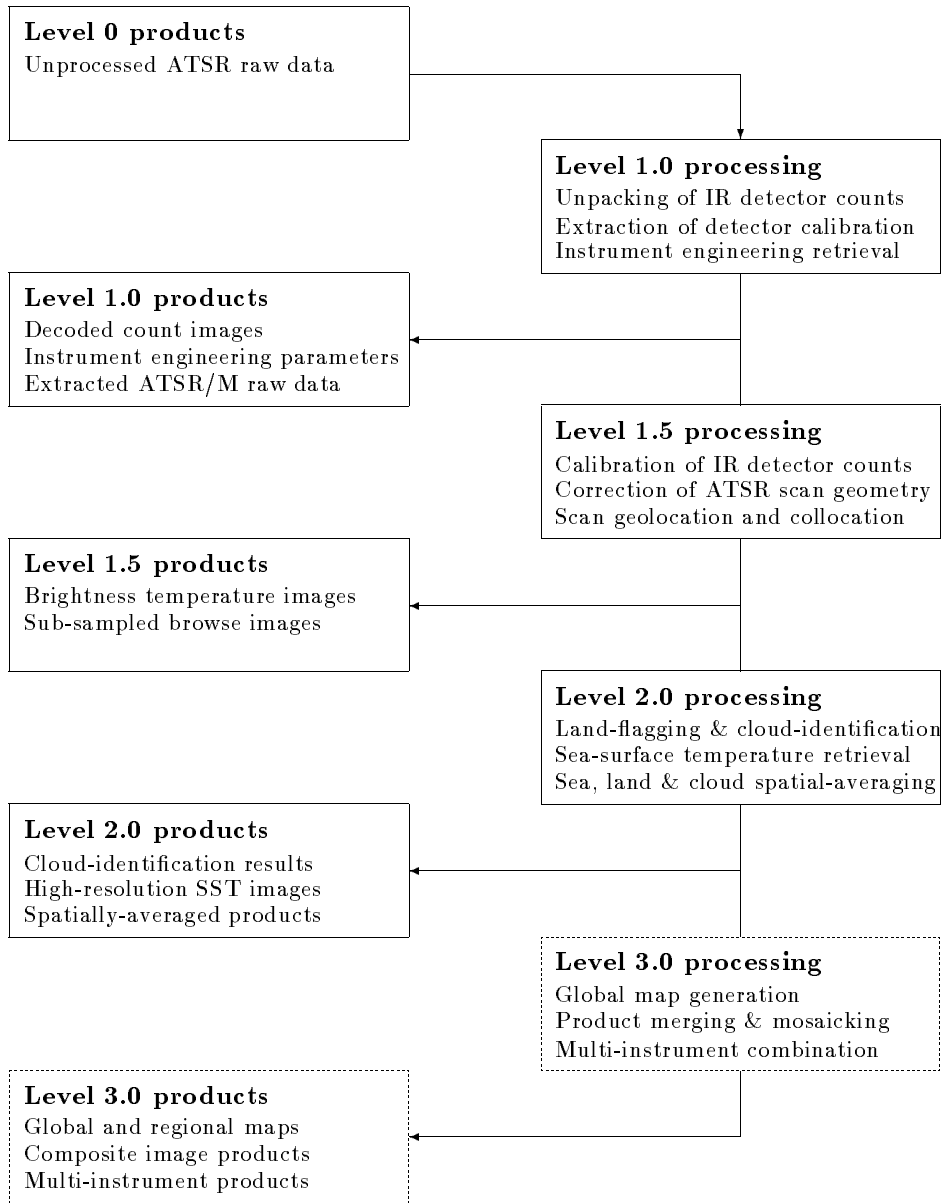 Level 0 products
Unprocessed ATSR raw data
Level 1.0 processing
Unpacking of IR detector counts
Extraction of detector calibration
Instrument engineering retrieval
Level 1.0 products
Decoded count images
Instrument engineering parameters
Extracted ATSR/M raw data
Level 1.5 processing
Calibration of IR detector counts
Correction of ATSR scan geometry
Scan geolocation and collocation
Level 1.5 products
Brightness temperature images
Sub-sampled browse images
Level 2.0 processing
Land-flagging & cloud-identification
Sea-surface temperature retrieval
Sea, land & cloud spatial-averaging
Level 2.0 products
Cloud-identification results
High-resolution SST images
Spatially-averaged products
Level 3.0 processing
Global map generation
Product merging & mosaicking
Multi-instrument combination
Level 3.0 products
Global and regional maps
Composite image products
Multi-instrument products